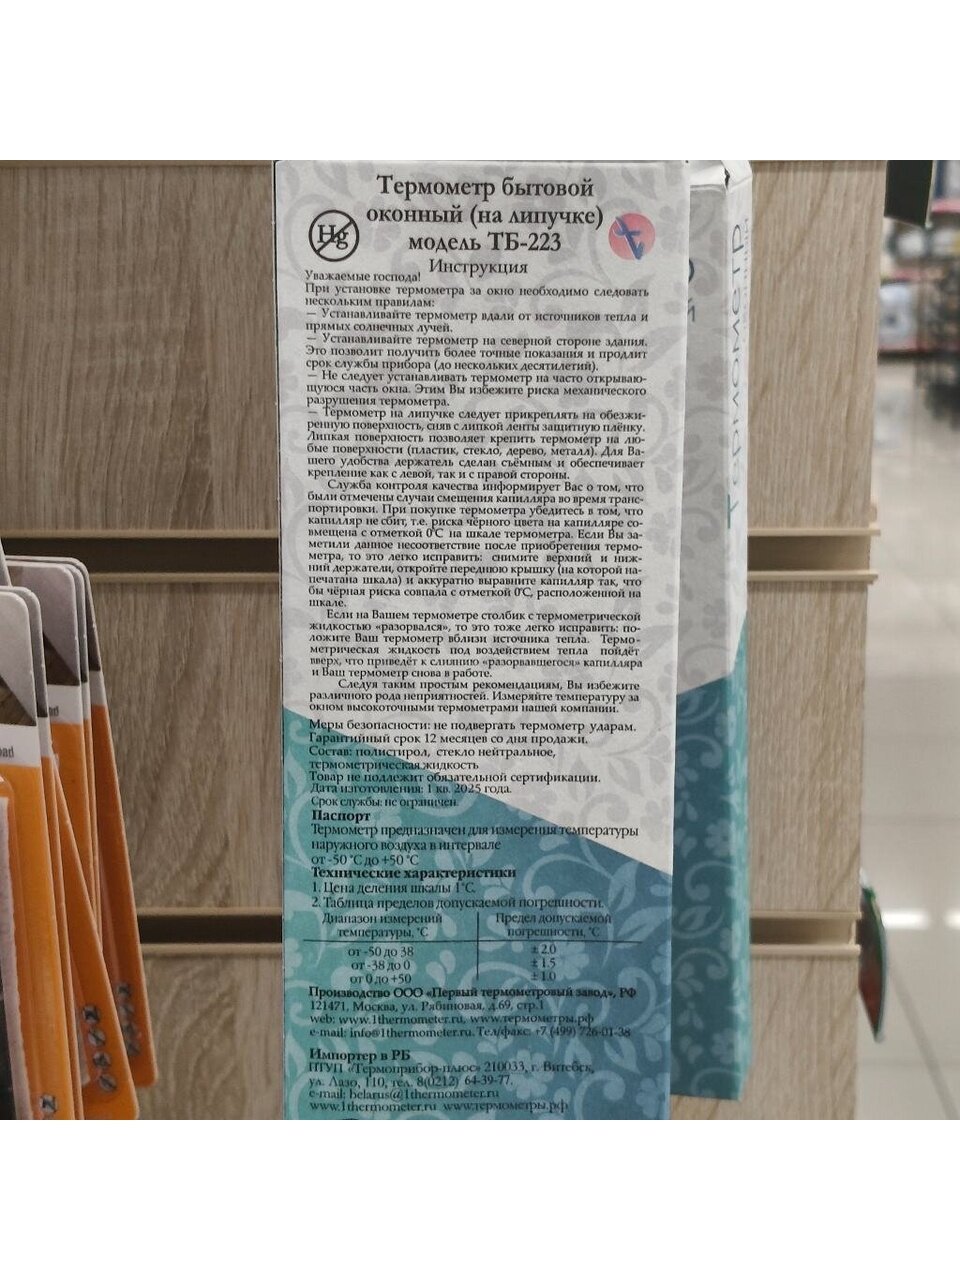 Термометр бытовой
оконный (на липучке)
модель ТБ-223
Hg
Инструкция
Уважаемые господа!
При установке термометра за окно необходимо следовать
нескольким правилам:
— Устанавливайте термометр вдали от источников тепла и
прямых солнечных лучей.
— Устанавливайте термометр на северной стороне здания.
Это позволит получить более точные показания и продлит
срок службы прибора (до нескольких десятилетий).
— Не следует устанавливать термометр на часто открываю-
щуюся часть окна. Этим Вы избежите риска механического
разрушения термометра.
— Термометр на липучке следует прикреплять на обезжи-
ренную поверхность, сняв с липкой ленты защитную плёнку.
Липкая поверхность позволяет крепить термометр на лю-
бые поверхности (пластик, стекло, дерево, металл). Для Ва-
шего удобства держатель сделан съёмным и обеспечивает
крепление как с левой, так и с правой стороны.
Служба контроля качества информирует Вас о том, что
были отмечены случаи смещения капилляра во время транс-
портировки. При покупке термометра убедитесь в том, что
капилляр не сбит, т.е. риска чёрного цвета на капилляре со-
вмещена с отметкой 0°С на шкале термометра. Если Вы за-
метили данное несоответствие после приобретения термо-
метра, то это легко исправить: снимите верхний и ниж-
ний держатели, откройте переднюю крышку (на которой на-
печатана шкала) и аккуратно выравните капилляр так, что
бы чёрная риска совпала с отметкой 0°С, расположенной на
шкале.
Если на Вашем термометре столбик с термометрической
жидкостью «разорвался», то это тоже легко исправить: по-
ложите Ваш термометр вблизи источника тепла. Термо-
метрическая жидкость под воздействием тепла пойдёт
вверх, что приведёт к слиянию «разорвавшегося» капилляра
и Ваш термометр снова в работе.
Следуя таким простым рекомендациям, Вы избежите
различного рода неприятностей. Измеряйте температуру за
окном высокоточными термометрами нашей компании.
Меры безопасности: не подвергать термометр ударам.
Гарантийный срок 12 месяцев со дня продажи.
Состав: полистирол, стекло нейтральное,
термометрическая жидкость
Товар не подлежит обязательной сертификации.
Дата изготовления: 1 кв. 2025 года.
Срок службы: не ограничен.
Паспорт
Термометр предназначен для измерения температуры
наружного воздуха в интервале
от -50 °С до +50 °С
Технические характеристики
1. Цена деления шкалы 1°С.
2. Таблица пределов допускаемой погрешности.
Диапазон измерений Предел допускаемой
температуры, °С погрешности, °С
от -50 до 38 ± 2.0
от -38 до 0 ± 1.5
от 0 до +50 ± 1.0
Производство ООО «Первый термометровый завод», РФ
121471, Москва, ул. Рябиновая, д.69, стр.1
web: www.1thermometer.ru, www.термометры.рф
e-mail: info@1thermometer.ru. Тел/факс: +7 (499) 726-01-38
Импортер в РБ
ПТУП «Термоприбор-плюс» 210033, г. Витебск,
ул. Лазо, 110, тел. 8(0212) 64-39-77.
e-mail: belarus@1thermometer.ru
www.1thermometer.ru www.термометры.рф
Термометр